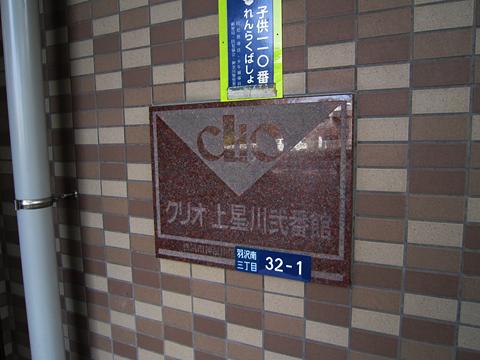 子供一一〇番
れんらくばしょ
clio
クリオ 上星川弐番館
羽沢南
三丁目 32-1